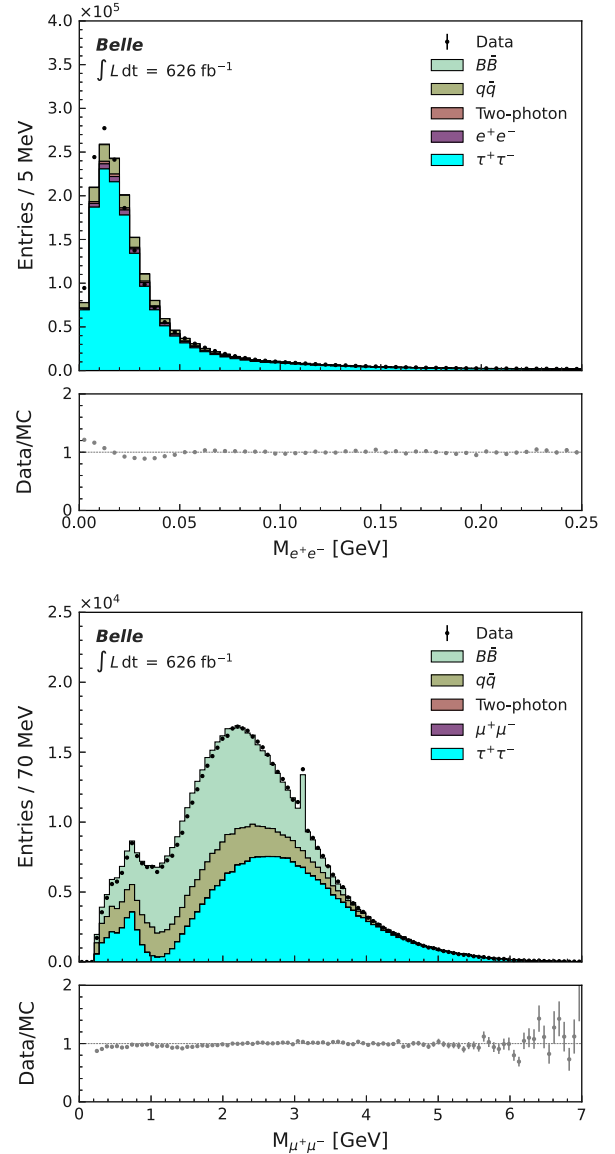 ×10⁵
4.0
3.5
3.0
2.5
2.0
1.5
1.0
0.5
0.0
Entries / 5 MeV
Belle
∫ L dt = 626 fb⁻¹
Data
BB̄
qq̄
Two-photon
e⁺e⁻
τ⁺τ⁻
2
1
0
Data/MC
0.00 0.05 0.10 0.15 0.20 0.25
M_{e⁺e⁻} [GeV]
×10⁴
2.5
2.0
1.5
1.0
0.5
0.0
Entries / 70 MeV
Belle
∫ L dt = 626 fb⁻¹
Data
BB̄
qq̄
Two-photon
μ⁺μ⁻
τ⁺τ⁻
2
1
0
Data/MC
0 1 2 3 4 5 6 7
M_{μ⁺μ⁻} [GeV]